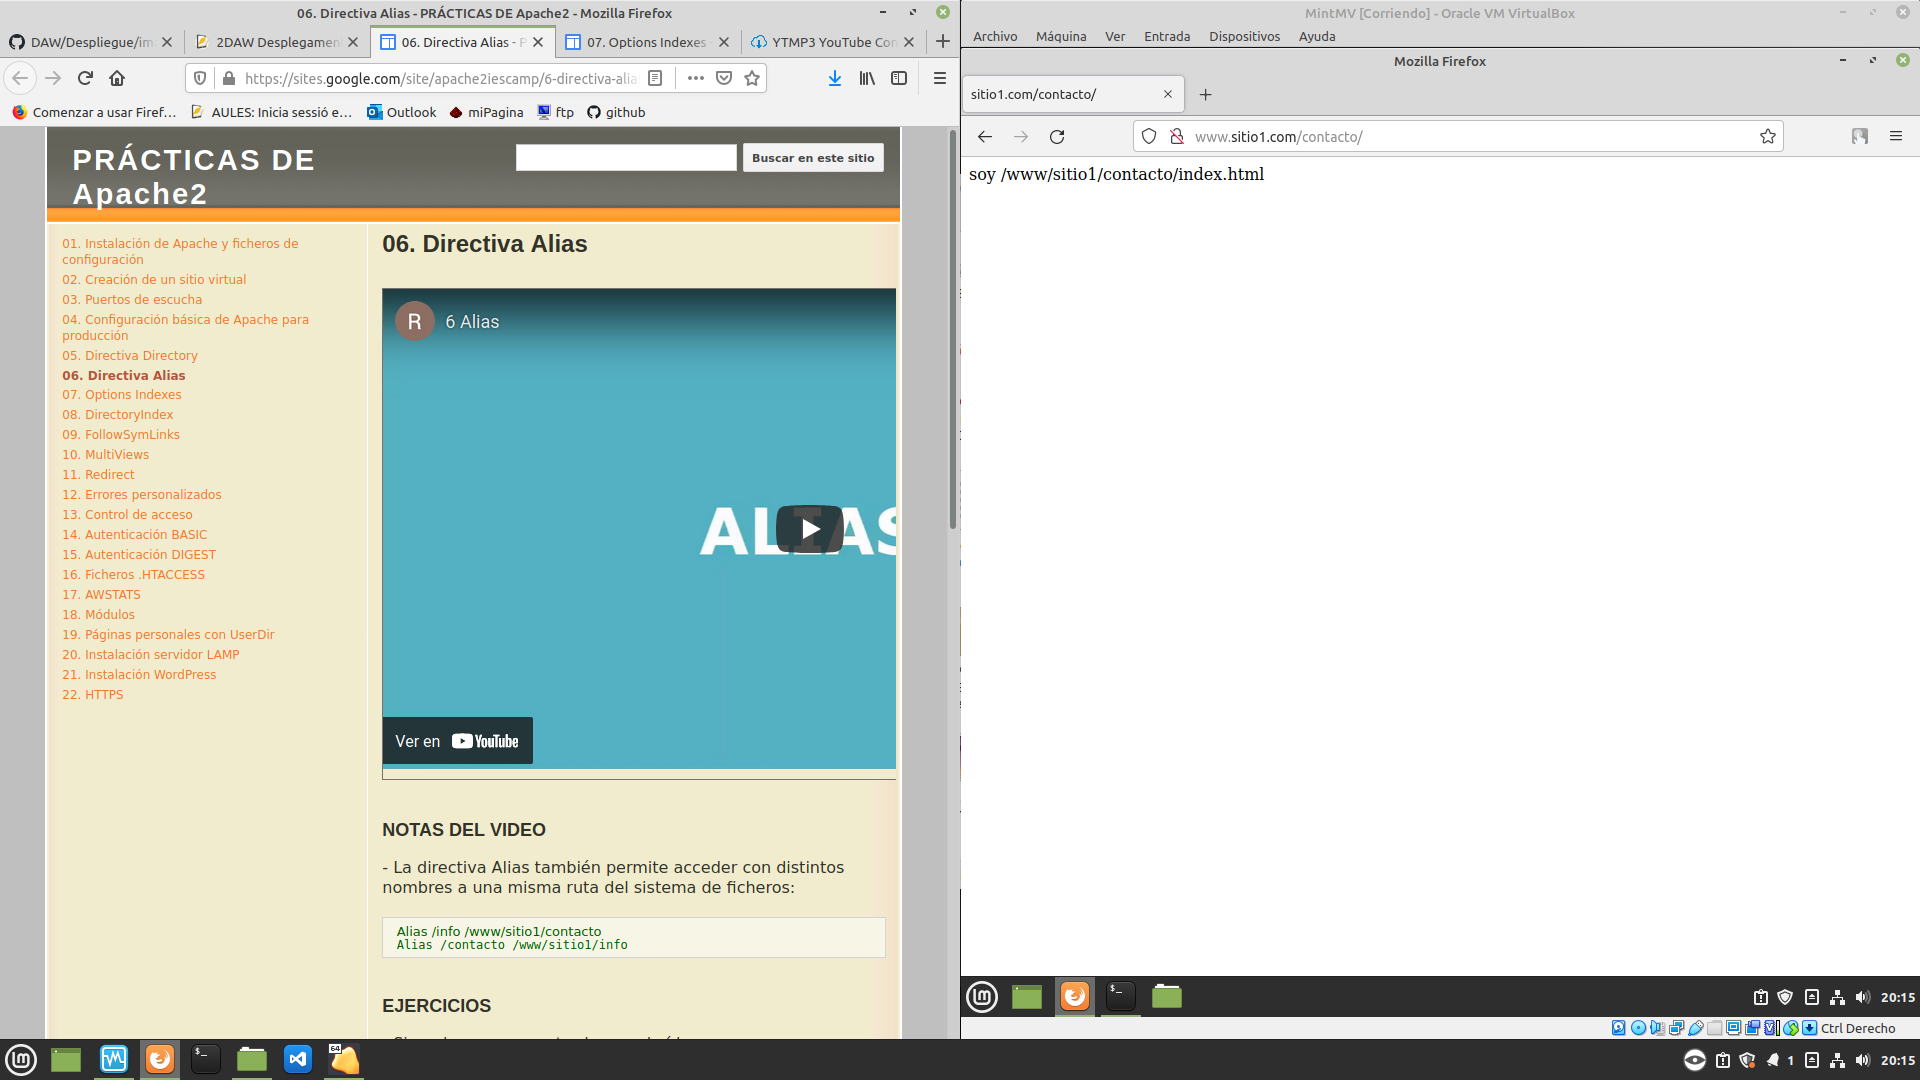 06. Directiva Alias - PRÁCTICAS DE Apache2 - Mozilla Firefox
DAW/Despliegue/im
2DAW Desplegamen
06. Directiva Alias - P
07. Options Indexes
YTMP3 YouTube Con
https://sites.google.com/site/apache2iescamp/6-directiva-alia
Comenzar a usar Firef...
AULES: Inicia sessió e...
Outlook
miPagina
ftp
github
PRÁCTICAS DE
Apache2
Buscar en este sitio
01. Instalación de Apache y ficheros de
configuración
02. Creación de un sitio virtual
03. Puertos de escucha
04. Configuración básica de Apache para
producción
05. Directiva Directory
06. Directiva Alias
07. Options Indexes
08. DirectoryIndex
09. FollowSymLinks
10. MultiViews
11. Redirect
12. Errores personalizados
13. Control de acceso
14. Autenticación BASIC
15. Autenticación DIGEST
16. Ficheros .HTACCESS
17. AWSTATS
18. Módulos
19. Páginas personales con UserDir
20. Instalación servidor LAMP
21. Instalación WordPress
22. HTTPS
06. Directiva Alias
R
6 Alias
ALIAS
Ver en YouTube
NOTAS DEL VIDEO
- La directiva Alias también permite acceder con distintos
nombres a una misma ruta del sistema de ficheros:
Alias /info /www/sitio1/contacto
Alias /contacto /www/sitio1/info
EJERCICIOS
MintMV [Corriendo] - Oracle VM VirtualBox
Archivo
Máquina
Ver
Entrada
Dispositivos
Ayuda
Mozilla Firefox
sitio1.com/contacto/
www.sitio1.com/contacto/
soy /www/sitio1/contacto/index.html
20:15
Ctrl Derecho
64
1
20:15